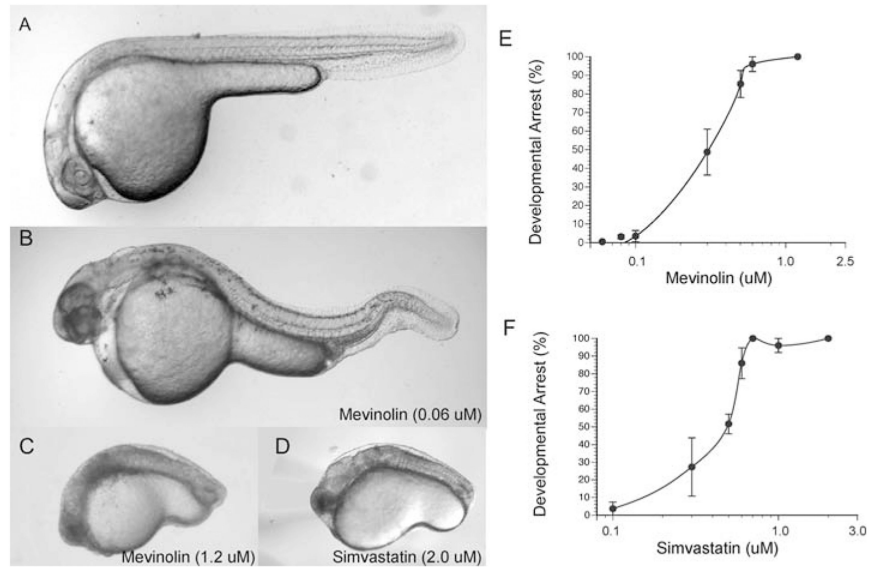 A
B
Mevinolin (0.06 uM)
C
Mevinolin (1.2 uM)
D
Simvastatin (2.0 uM)
E
Developmental Arrest (%)
100
90
80
70
60
50
40
30
20
10
0
0.1
1.0
2.5
Mevinolin (uM)
F
Developmental Arrest (%)
100
90
80
70
60
50
40
30
20
10
0
0.1
1.0
3.0
Simvastatin (uM)